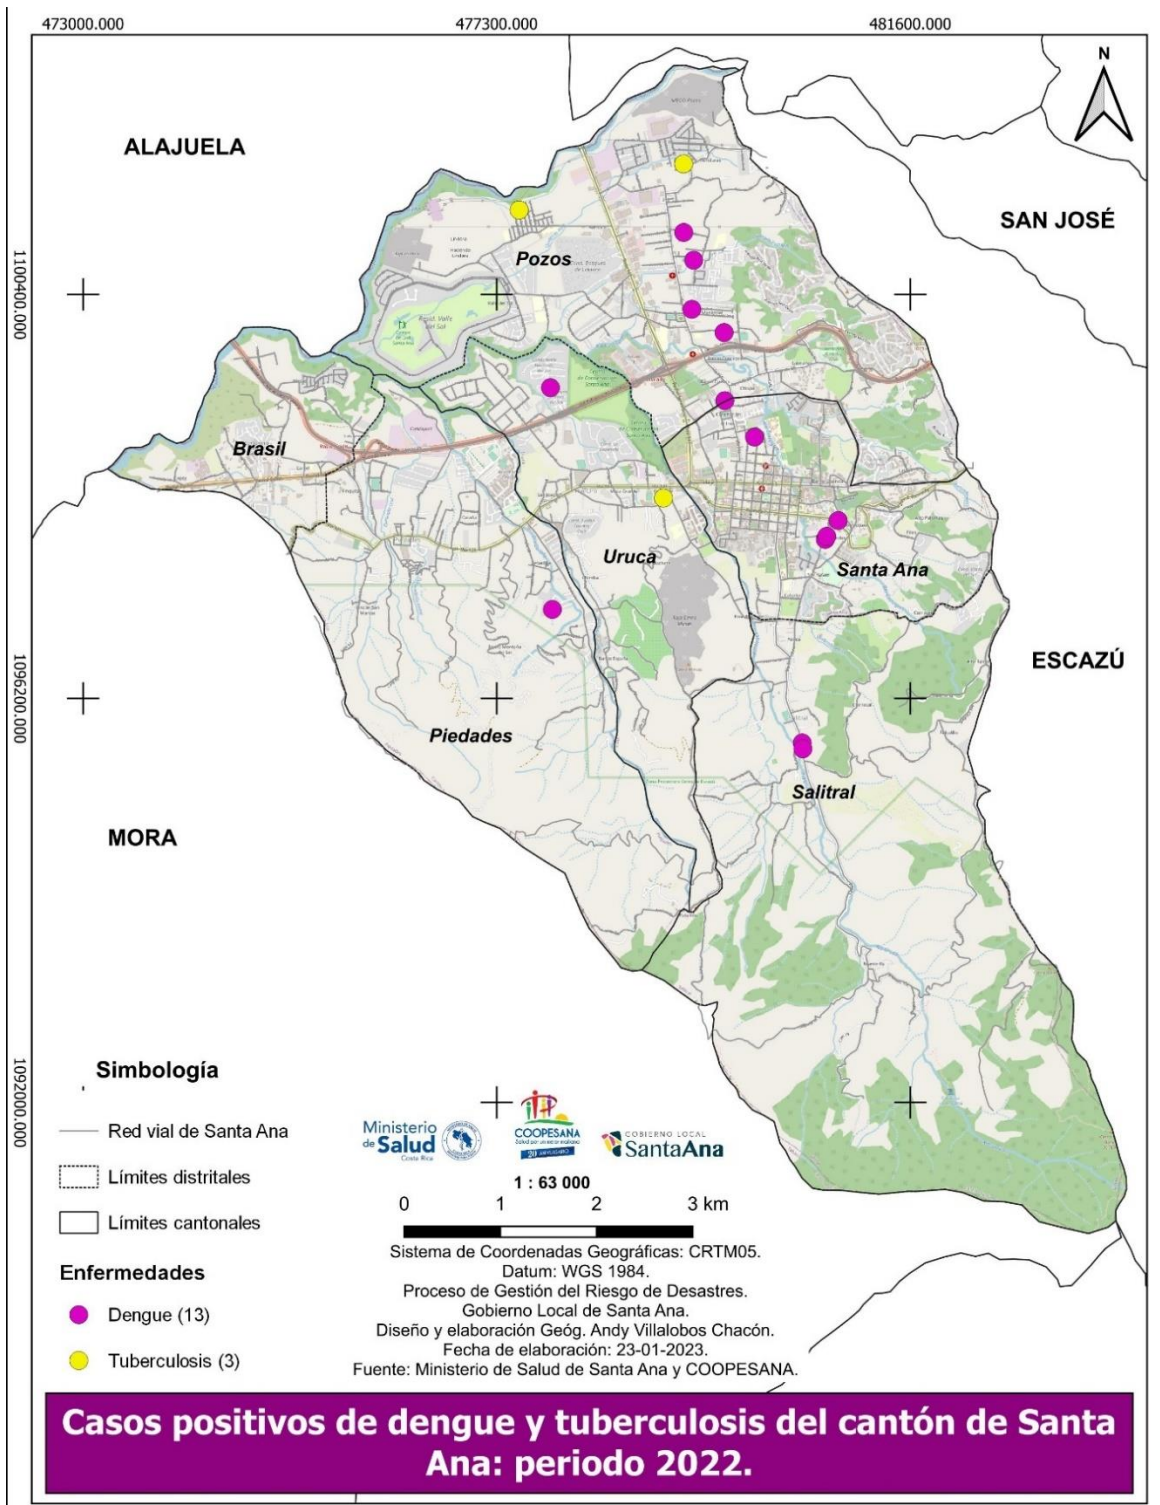 473000.000
477300.000
481600.000
N
ALAJUELA
SAN JOSÉ
Pozos
1100400.000
Brasil
Uruca
Santa Ana
ESCAZÚ
1096200.000
Piedades
Salitral
MORA
1092000.000
Simbología
Red vial de Santa Ana
Límites distritales
Límites cantonales
Enfermedades
Dengue (13)
Tuberculosis (3)
Ministerio
de Salud
Costa Rica
COOPESANA
20 ANIVERSARIO
GOBIERNO LOCAL
SantaAna
1 : 63 000
0 1 2 3 km
Sistema de Coordenadas Geográficas: CRTM05.
Datum: WGS 1984.
Proceso de Gestión del Riesgo de Desastres.
Gobierno Local de Santa Ana.
Diseño y elaboración Geóg. Andy Villalobos Chacón.
Fecha de elaboración: 23-01-2023.
Fuente: Ministerio de Salud de Santa Ana y COOPESANA.
Casos positivos de dengue y tuberculosis del cantón de Santa
Ana: periodo 2022.